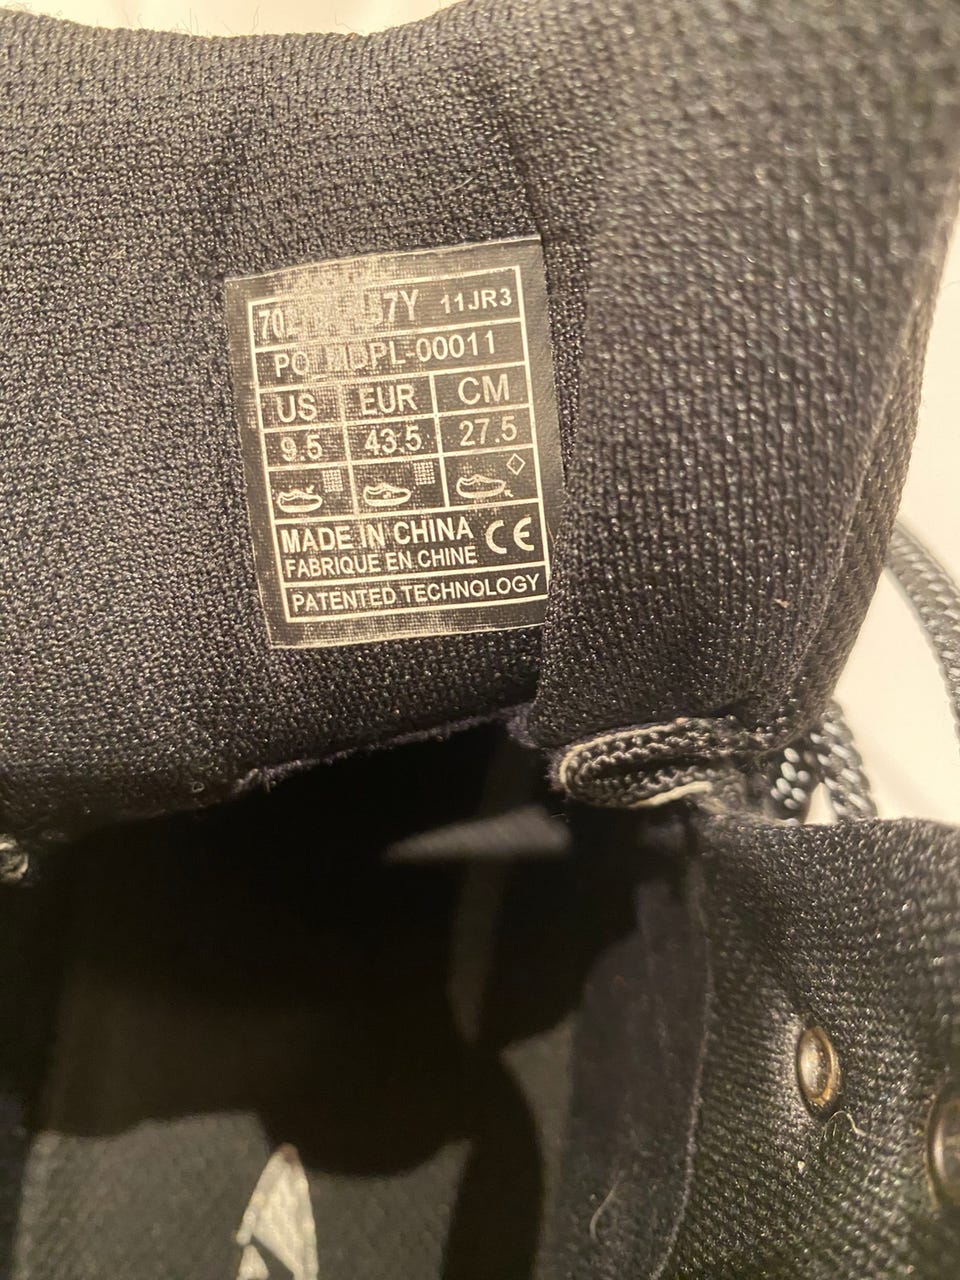 11JR3
US EUR CM
9.5 43.5 27.5
MADE IN CHINA CE
FABRIQUE EN CHINE
PATENTED TECHNOLOGY